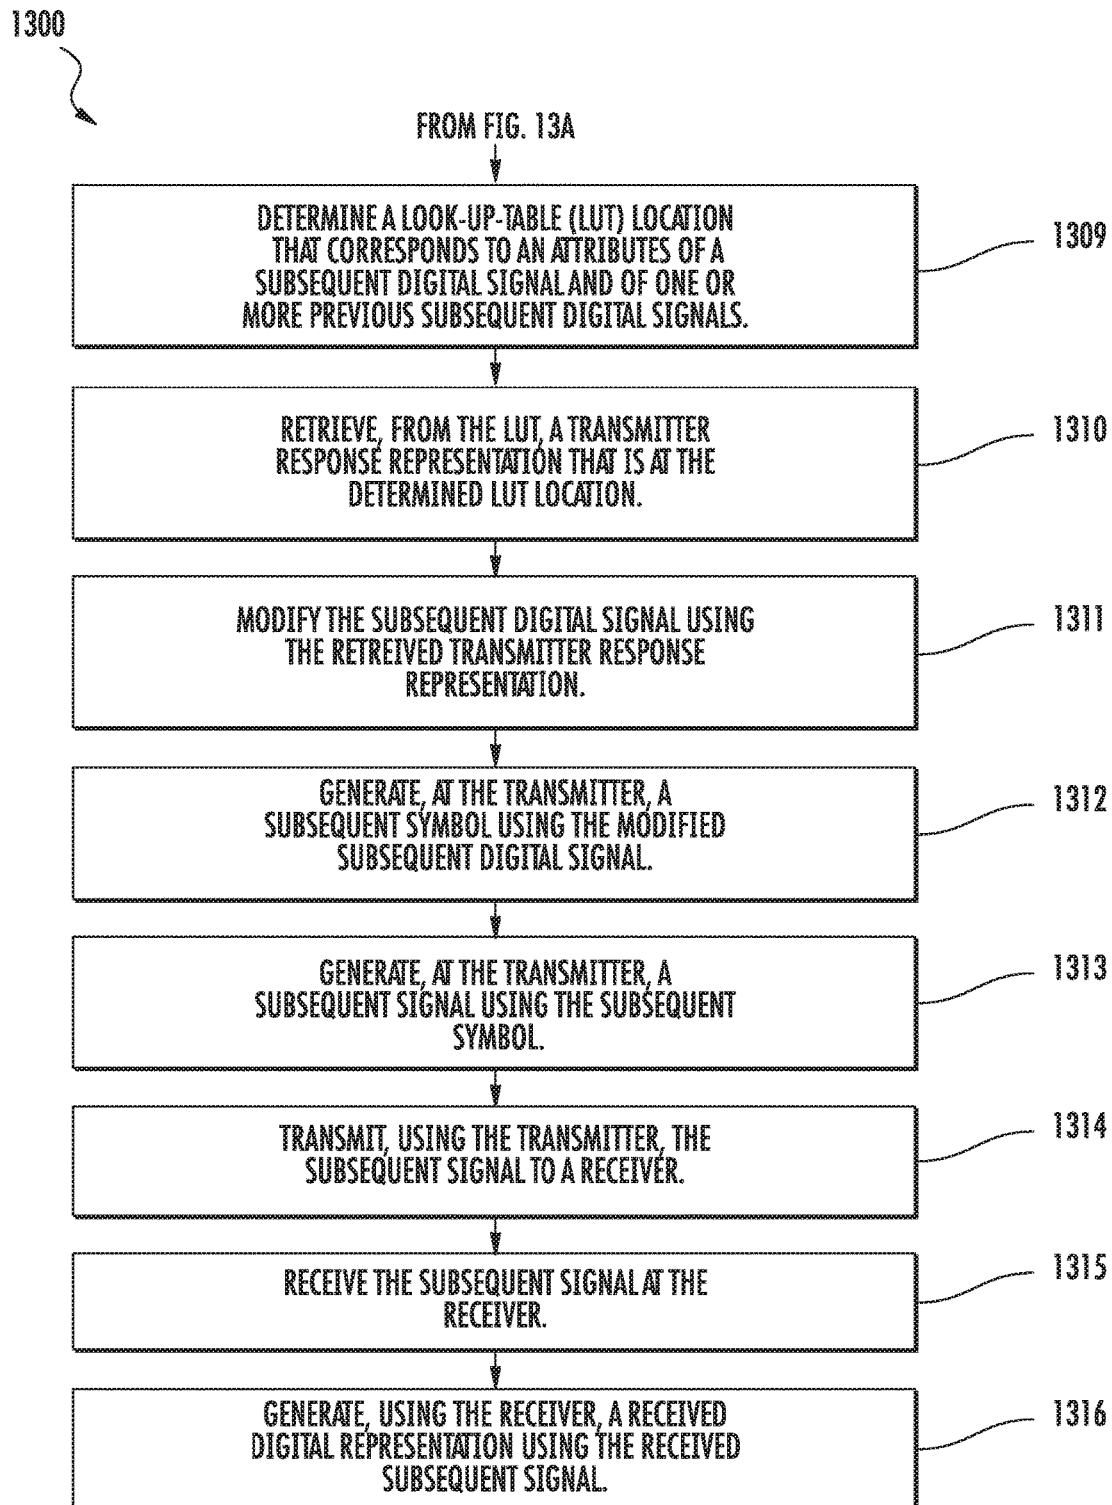 1300
FROM FIG. 13A
DETERMINE A LOOK-UP-TABLE (LUT) LOCATION
THAT CORRESPONDS TO AN ATTRIBUTES OF A
SUBSEQUENT DIGITAL SIGNAL AND OF ONE OR
MORE PREVIOUS SUBSEQUENT DIGITAL SIGNALS.
1309
RETRIEVE, FROM THE LUT, A TRANSMITTER
RESPONSE REPRESENTATION THAT IS AT THE
DETERMINED LUT LOCATION.
1310
MODIFY THE SUBSEQUENT DIGITAL SIGNAL USING
THE RETREIVED TRANSMITTER RESPONSE
REPRESENTATION.
1311
GENERATE, AT THE TRANSMITTER, A
SUBSEQUENT SYMBOL USING THE MODIFIED
SUBSEQUENT DIGITAL SIGNAL.
1312
GENERATE, AT THE TRANSMITTER, A
SUBSEQUENT SIGNAL USING THE SUBSEQUENT
SYMBOL.
1313
TRANSMIT, USING THE TRANSMITTER, THE
SUBSEQUENT SIGNAL TO A RECEIVER.
1314
RECEIVE THE SUBSEQUENT SIGNAL AT THE
RECEIVER.
1315
GENERATE, USING THE RECEIVER, A RECEIVED
DIGITAL REPRESENTATION USING THE RECEIVED
SUBSEQUENT SIGNAL.
1316